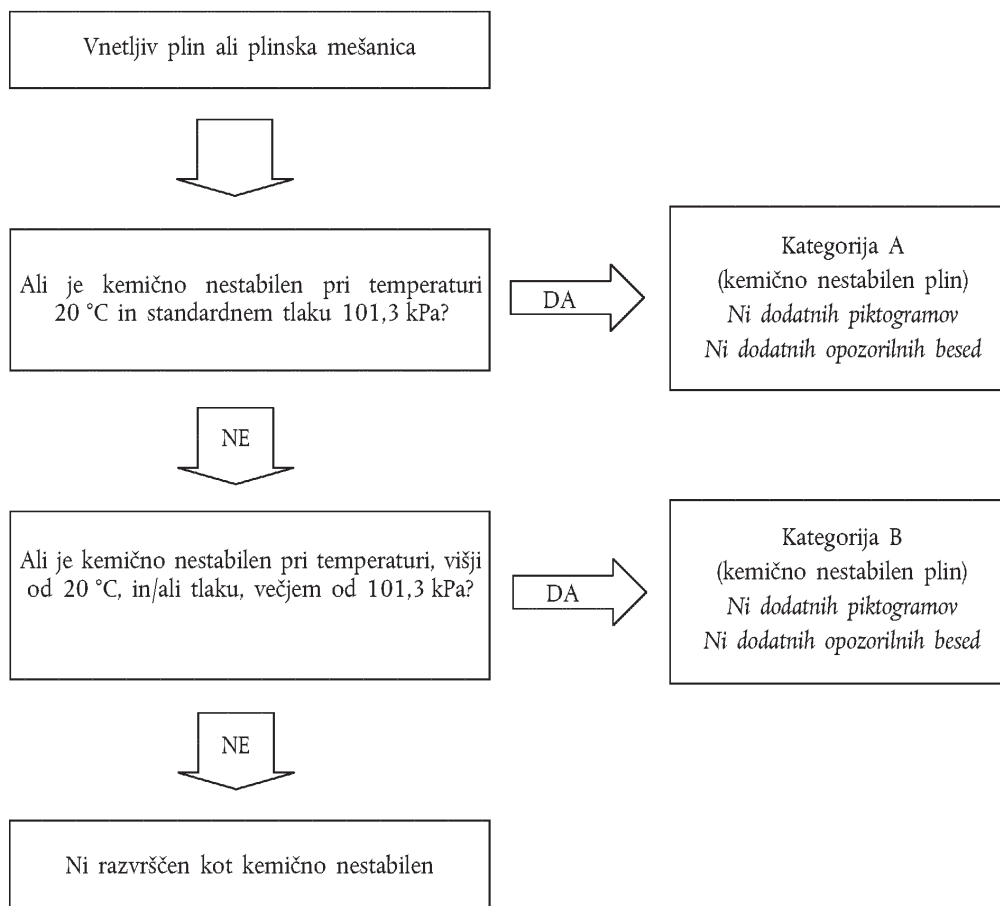 Vnetljiv plin ali plinska mešanica
Ali je kemično nestabilen pri temperaturi
20 °C in standardnem tlaku 101,3 kPa?
DA
Kategorija A
(kemično nestabilen plin)
Ni dodatnih piktogramov
Ni dodatnih opozorilnih besed
NE
Ali je kemično nestabilen pri temperaturi, višji
od 20 °C, in/ali tlaku, večjem od 101,3 kPa?
DA
Kategorija B
(kemično nestabilen plin)
Ni dodatnih piktogramov
Ni dodatnih opozorilnih besed
NE
Ni razvrščen kot kemično nestabilen